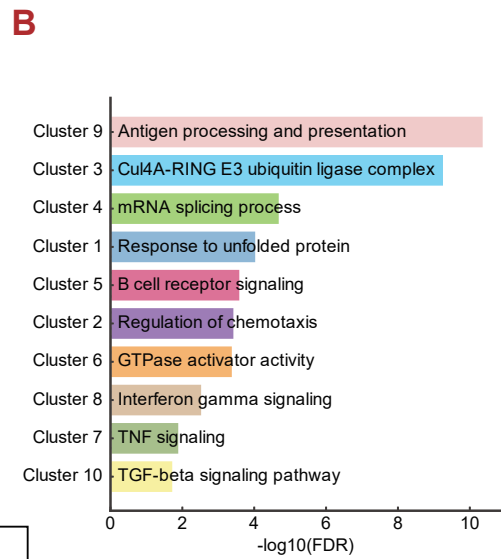 B
Cluster 9 Antigen processing and presentation
Cluster 3 Cul4A-RING E3 ubiquitin ligase complex
Cluster 4 mRNA splicing process
Cluster 1 Response to unfolded protein
Cluster 5 B cell receptor signaling
Cluster 2 Regulation of chemotaxis
Cluster 6 GTPase activator activity
Cluster 8 Interferon gamma signaling
Cluster 7 TNF signaling
Cluster 10 TGF-beta signaling pathway
0 2 4 6 8 10
-log10(FDR)